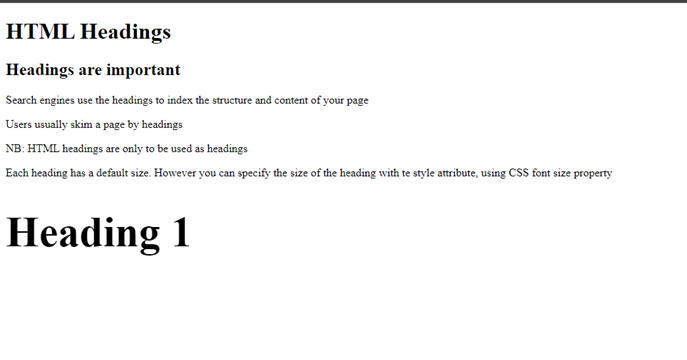 HTML Headings
Headings are important
Search engines use the headings to index the structure and content of your page
Users usually skim a page by headings
NB: HTML headings are only to be used as headings
Each heading has a default size. However you can specify the size of the heading with te style attribute, using CSS font size property
Heading 1